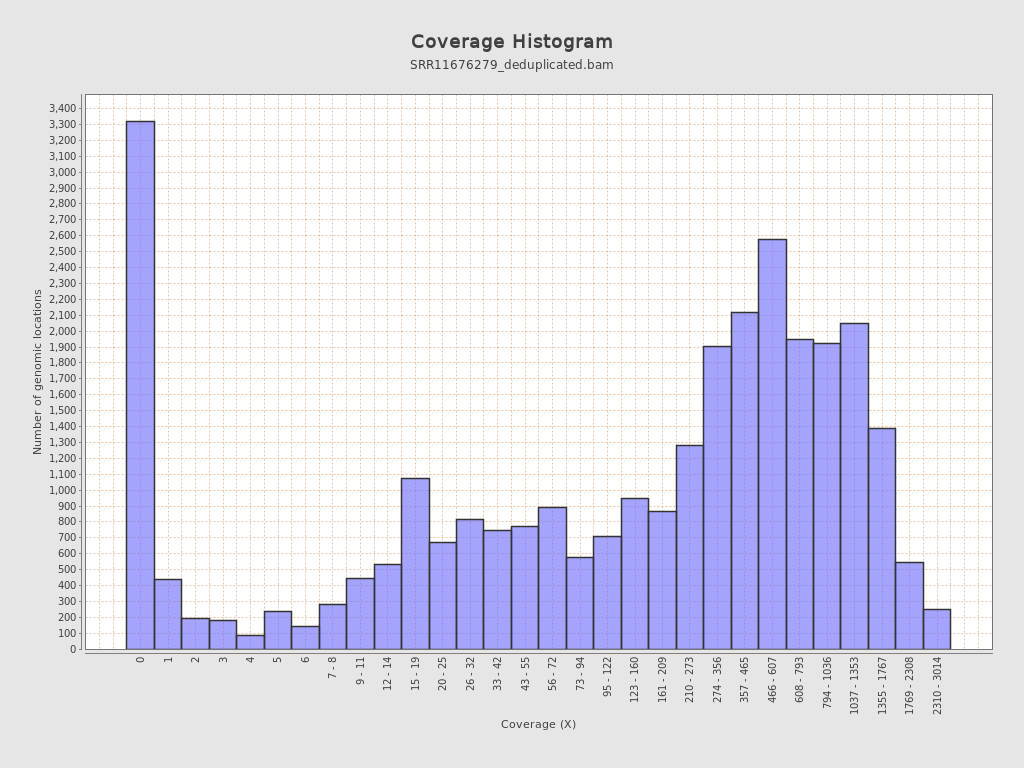 Coverage Histogram
SRR11676279_deduplicated.bam
3,400
3,300
3,200
3,100
3,000
2,900
2,800
2,700
2,600
2,500
2,400
2,300
2,200
2,100
2,000
1,900
1,800
1,700
1,600
1,500
1,400
1,300
1,200
1,100
1,000
900
800
700
600
500
400
300
200
100
0
Number of genomic locations
0
1
2
3
4
5
6
7 - 8
9 - 11
12 - 14
15 - 19
20 - 25
26 - 32
33 - 42
43 - 55
56 - 72
73 - 94
95 - 122
123 - 160
161 - 209
210 - 273
274 - 356
357 - 465
466 - 607
608 - 793
794 - 1036
1037 - 1353
1355 - 1767
1769 - 2308
2310 - 3014
Coverage (X)